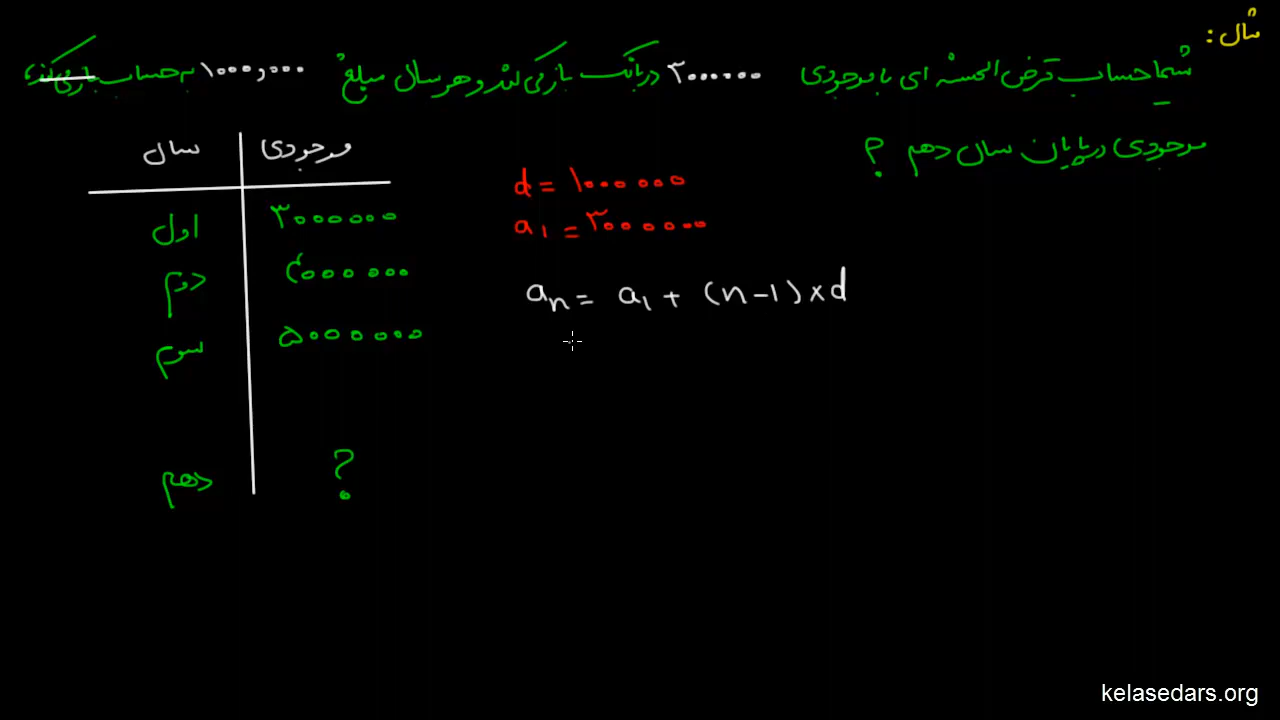 مثال :
شیما حساب قرض الحسنه ای با موجودی ۳۰۰۰۰۰۰ در بانک باز می کند و هر سال مبلغ ۱۰۰۰,۰۰۰ به حساب
موجودی در پایان سال دهم ؟
موجودی سال
۳۰۰۰۰۰۰ اول
۴۰۰۰۰۰۰ دوم
۵۰۰۰۰۰۰ سوم
؟ دهم
d = ۱۰۰۰۰۰۰
a₁ = ۳۰۰۰۰۰۰
aₙ = a₁ + (n-1) × d
kelasedars.org